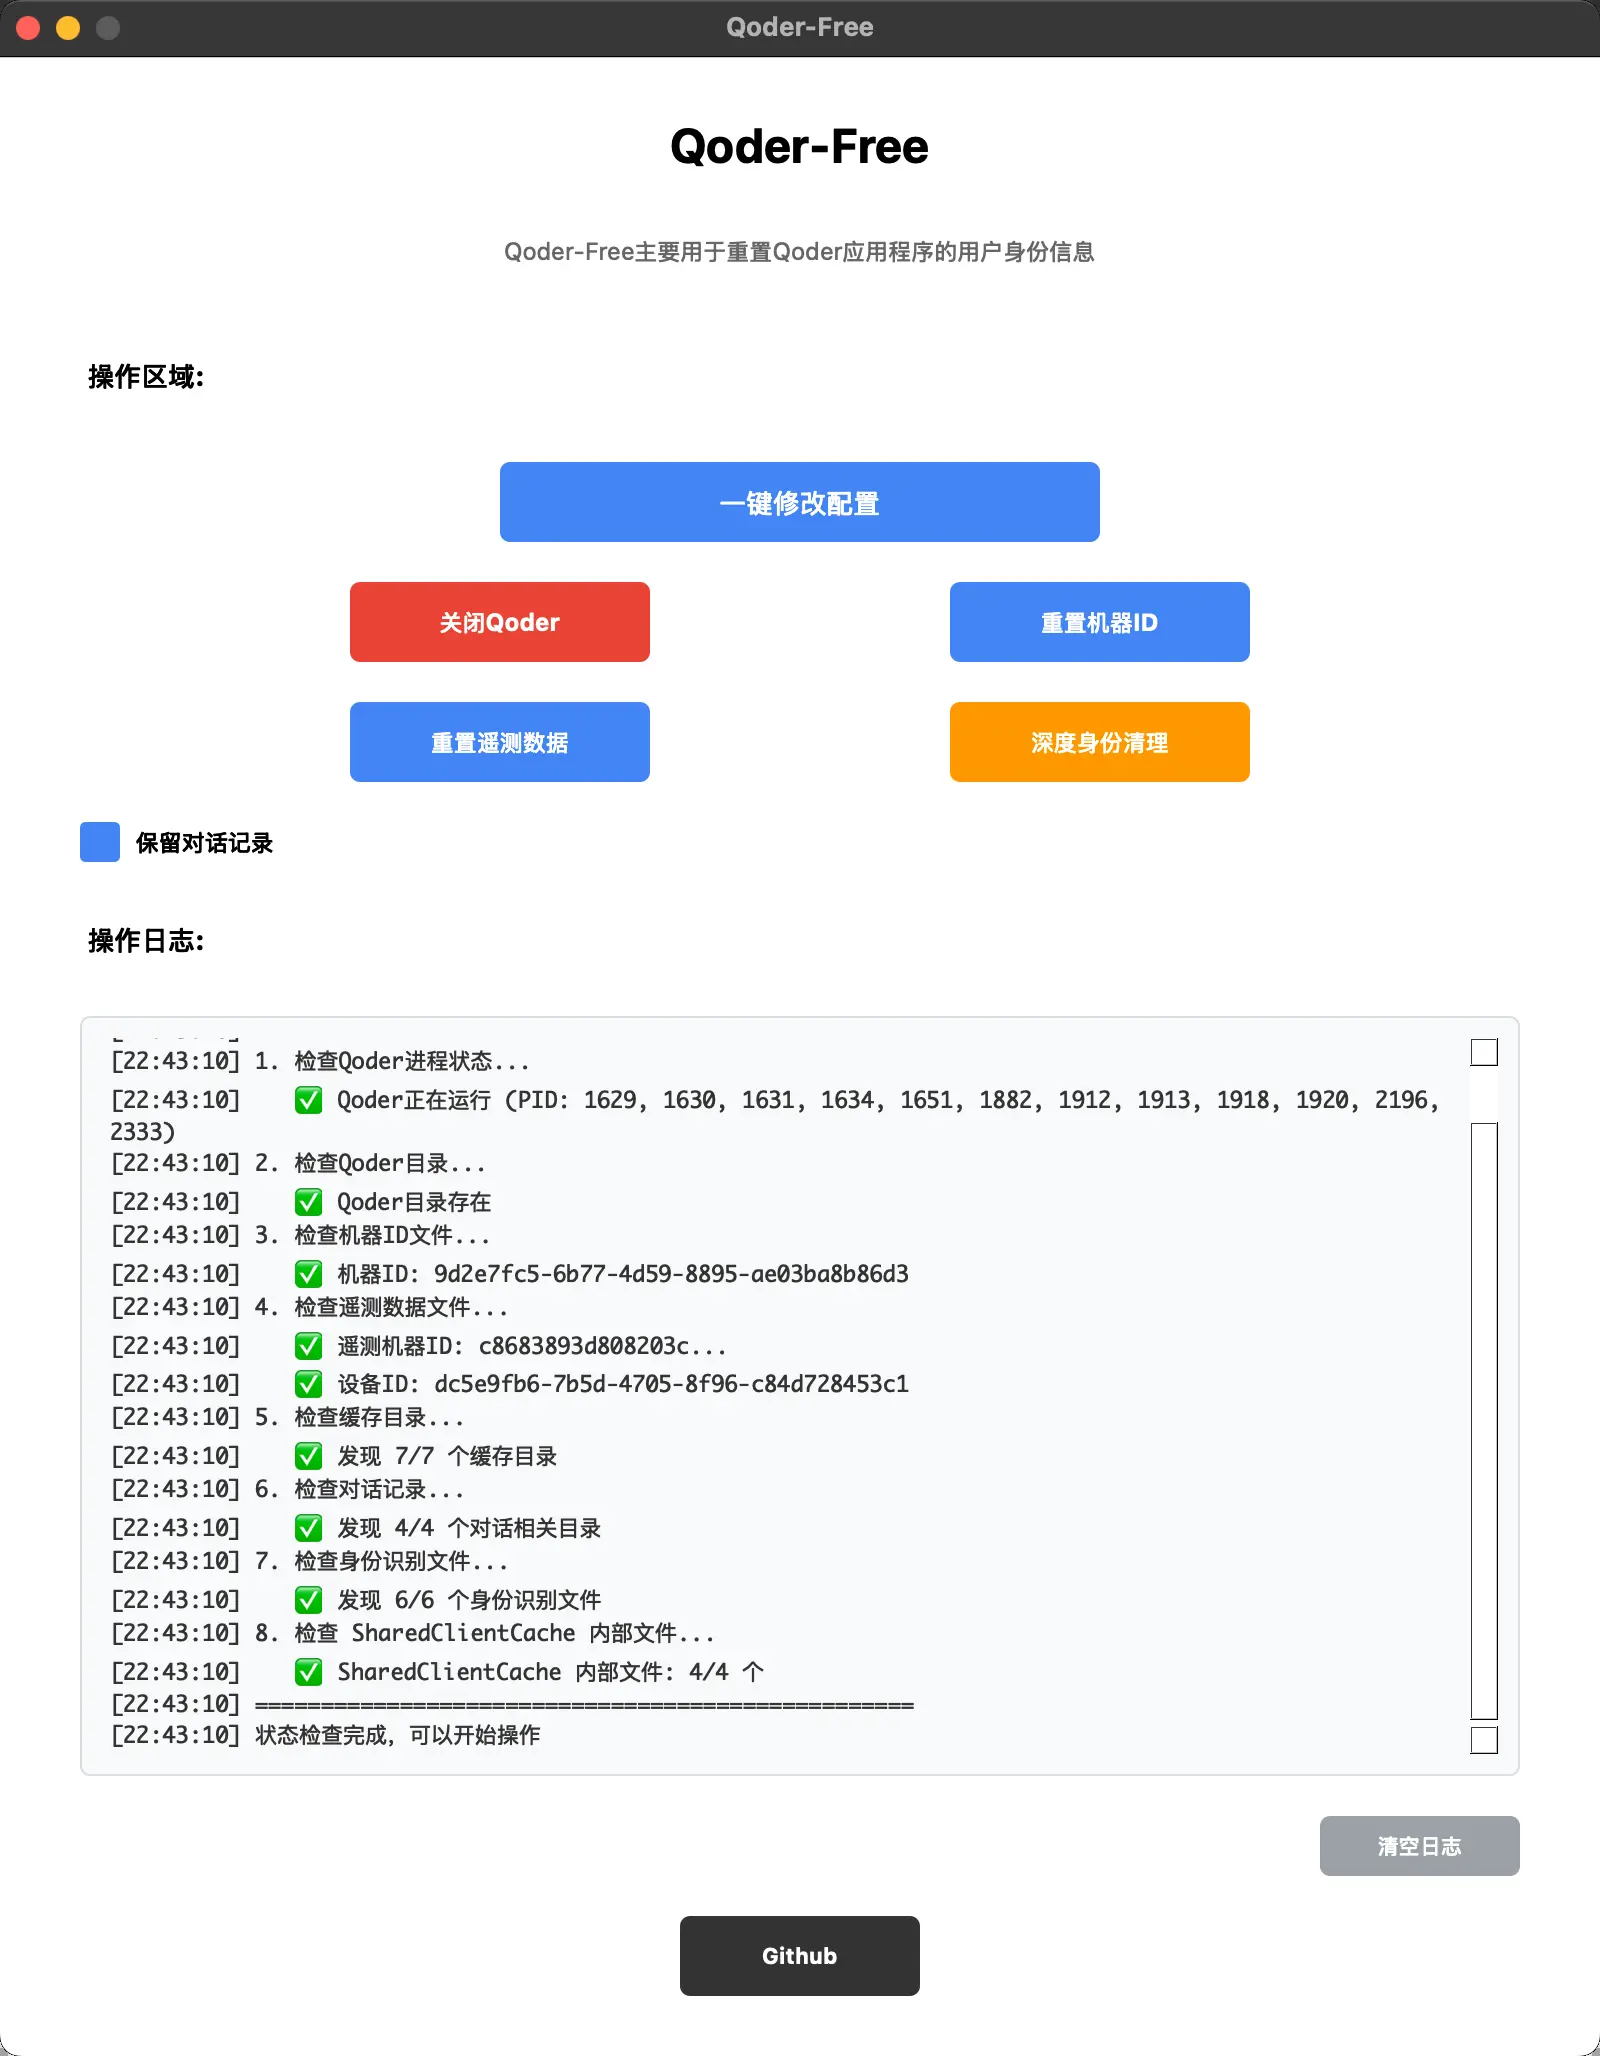 Qoder-Free
Qoder-Free
Qoder-Free主要用于重置Qoder应用程序的用户身份信息
操作区域:
一键修改配置
关闭Qoder
重置机器ID
重置遥测数据
深度身份清理
保留对话记录
操作日志:
[22:43:10] 1. 检查Qoder进程状态...
[22:43:10] ✅ Qoder正在运行 (PID: 1629, 1630, 1631, 1634, 1651, 1882, 1912, 1913, 1918, 1920, 2196,
2333)
[22:43:10] 2. 检查Qoder目录...
[22:43:10] ✅ Qoder目录存在
[22:43:10] 3. 检查机器ID文件...
[22:43:10] ✅ 机器ID: 9d2e7fc5-6b77-4d59-8895-ae03ba8b86d3
[22:43:10] 4. 检查遥测数据文件...
[22:43:10] ✅ 遥测机器ID: c8683893d808203c...
[22:43:10] ✅ 设备ID: dc5e9fb6-7b5d-4705-8f96-c84d728453c1
[22:43:10] 5. 检查缓存目录...
[22:43:10] ✅ 发现 7/7 个缓存目录
[22:43:10] 6. 检查对话记录...
[22:43:10] ✅ 发现 4/4 个对话相关目录
[22:43:10] 7. 检查身份识别文件...
[22:43:10] ✅ 发现 6/6 个身份识别文件
[22:43:10] 8. 检查 SharedClientCache 内部文件...
[22:43:10] ✅ SharedClientCache 内部文件: 4/4 个
[22:43:10] ==================================================
[22:43:10] 状态检查完成，可以开始操作
清空日志
Github